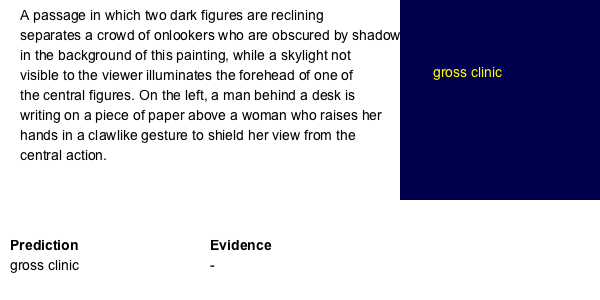 A passage in which two dark figures are reclining
separates a crowd of onlookers who are obscured by shadow
in the background of this painting, while a skylight not
visible to the viewer illuminates the forehead of one of
the central figures. On the left, a man behind a desk is
writing on a piece of paper above a woman who raises her
hands in a clawlike gesture to shield her view from the
central action.
gross clinic
Prediction Evidence
gross clinic -